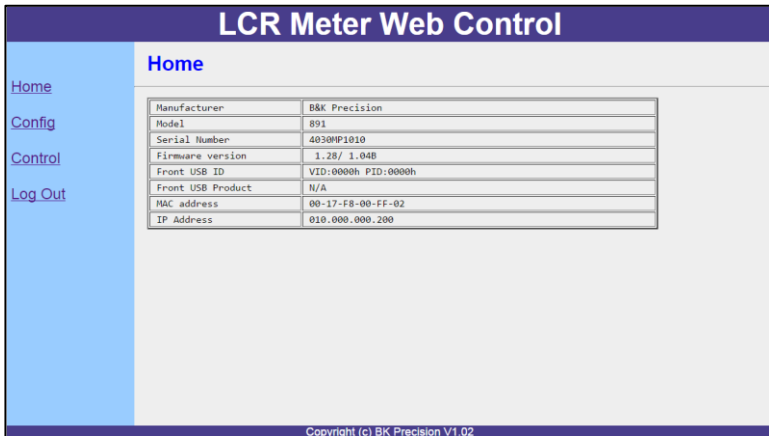 LCR Meter Web Control
Home
Config
Control
Log Out
Home
Manufacturer B&K Precision
Model 891
Serial Number 4030MP1010
Firmware version 1.28/ 1.04B
Front USB ID VID:0000h PID:0000h
Front USB Product N/A
MAC address 00-17-F8-00-FF-02
IP Address 010.000.000.200
Copyright (c) BK Precision V1.02